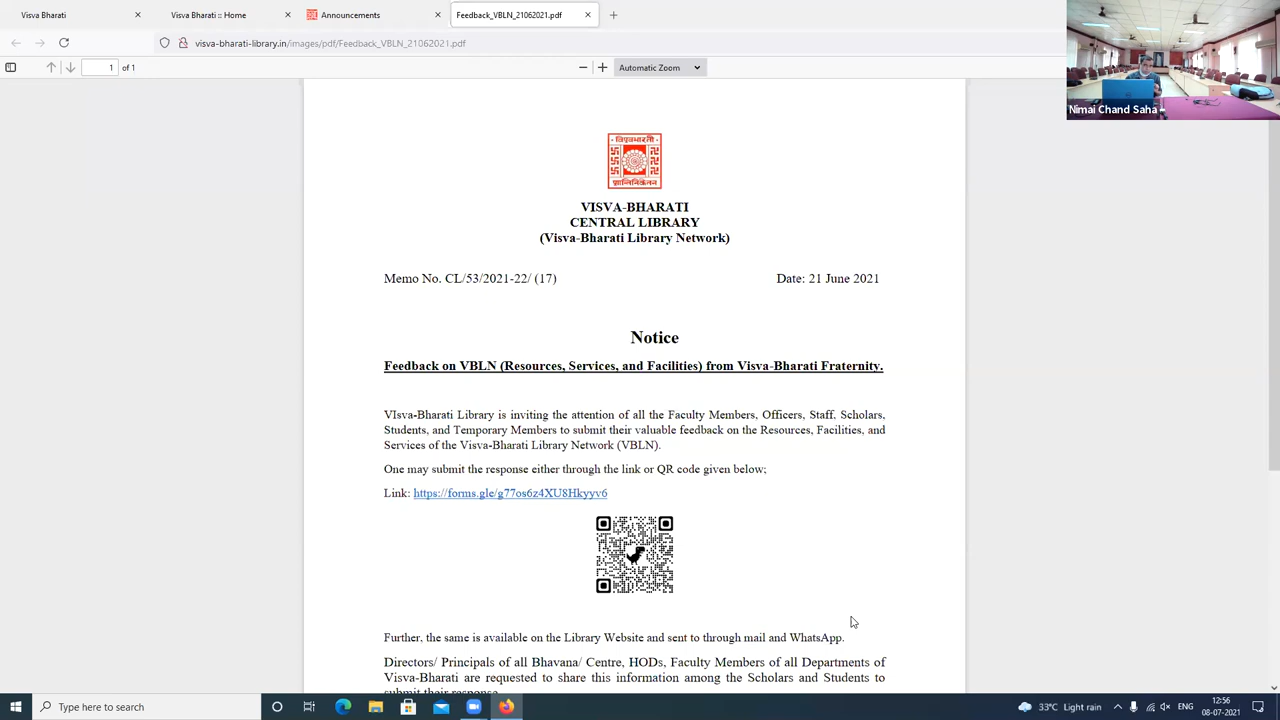 Visva Bharati
Visva Bharati :: Home
Announcements
Feedback_VBLN_21062021.pdf
visva-bharati-library.in/images/pdf/Feedback_VBLN_21062021.pdf
1 of 1
Automatic Zoom
Nimai Chand Saha
विश्वभारती
शान्तिनिकेतन
VISVA-BHARATI
CENTRAL LIBRARY
(Visva-Bharati Library Network)
Memo No. CL/53/2021-22/ (17) Date: 21 June 2021
Notice
Feedback on VBLN (Resources, Services, and Facilities) from Visva-Bharati Fraternity.
VIsva-Bharati Library is inviting the attention of all the Faculty Members, Officers, Staff, Scholars,
Students, and Temporary Members to submit their valuable feedback on the Resources, Facilities, and
Services of the Visva-Bharati Library Network (VBLN).
One may submit the response either through the link or QR code given below;
Link: https://forms.gle/g77os6z4XU8Hkyyv6
Further, the same is available on the Library Website and sent to through mail and WhatsApp.
Directors/ Principals of all Bhavana/ Centre, HODs, Faculty Members of all Departments of
Visva-Bharati are requested to share this information among the Scholars and Students to
submit their response.
Type here to search
33°C Light rain
ENG
12:56
08-07-2021